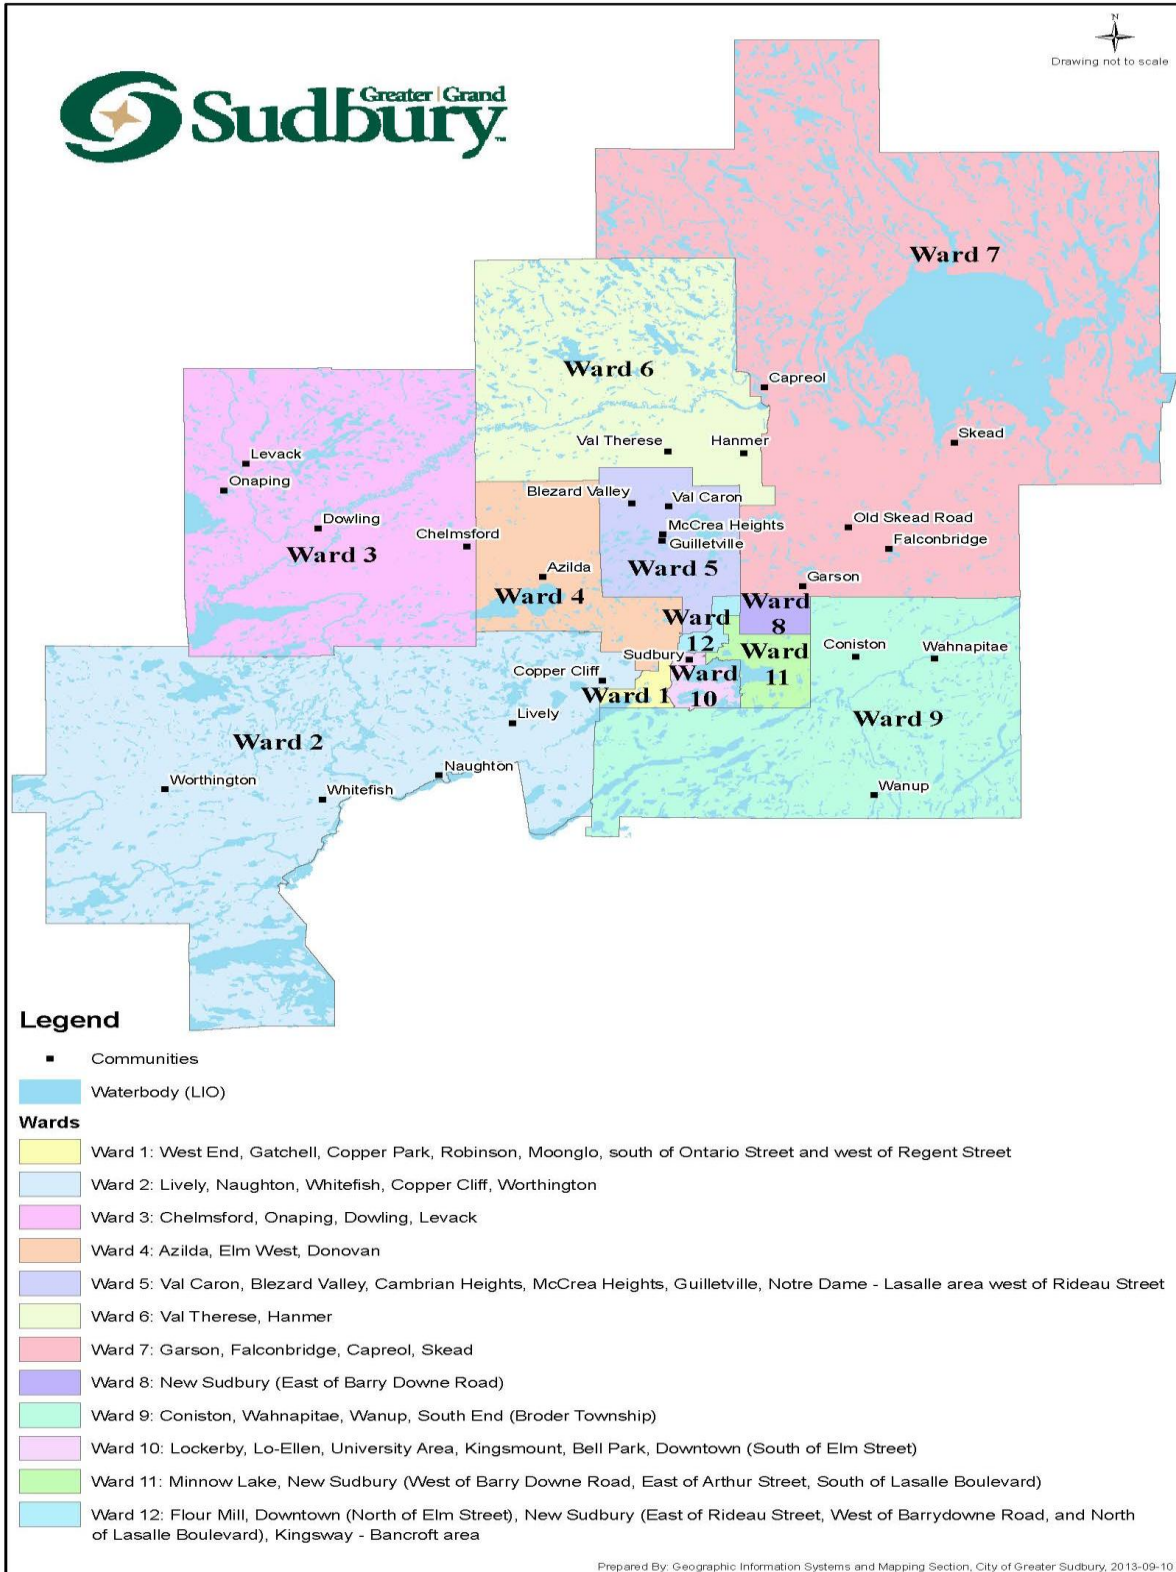 N
Drawing not to scale
Greater | Grand
Sudbury™
Ward 7
Ward 6
Capreol
Skead
Val Therese
Hanmer
Levack
Onaping
Blezard Valley
Val Caron
Dowling
Chelmsford
McCrea Heights
Guilletville
Old Skead Road
Falconbridge
Ward 3
Ward 5
Azilda
Garson
Ward 4
Ward
8
Ward
12
Coniston
Wahnapitae
Sudbury
Ward
11
Copper Cliff
Ward
10
Ward 1
Lively
Ward 9
Ward 2
Naughton
Worthington
Whitefish
Wanup
Legend
Communities
Waterbody (LIO)
Wards
Ward 1: West End, Gatchell, Copper Park, Robinson, Moonglo, south of Ontario Street and west of Regent Street
Ward 2: Lively, Naughton, Whitefish, Copper Cliff, Worthington
Ward 3: Chelmsford, Onaping, Dowling, Levack
Ward 4: Azilda, Elm West, Donovan
Ward 5: Val Caron, Blezard Valley, Cambrian Heights, McCrea Heights, Guilletville, Notre Dame - Lasalle area west of Rideau Street
Ward 6: Val Therese, Hanmer
Ward 7: Garson, Falconbridge, Capreol, Skead
Ward 8: New Sudbury (East of Barry Downe Road)
Ward 9: Coniston, Wahnapitae, Wanup, South End (Broder Township)
Ward 10: Lockerby, Lo-Ellen, University Area, Kingsmount, Bell Park, Downtown (South of Elm Street)
Ward 11: Minnow Lake, New Sudbury (West of Barry Downe Road, East of Arthur Street, South of Lasalle Boulevard)
Ward 12: Flour Mill, Downtown (North of Elm Street), New Sudbury (East of Rideau Street, West of Barrydowne Road, and North
of Lasalle Boulevard), Kingsway - Bancroft area
Prepared By: Geographic Information Systems and Mapping Section, City of Greater Sudbury, 2013-09-10